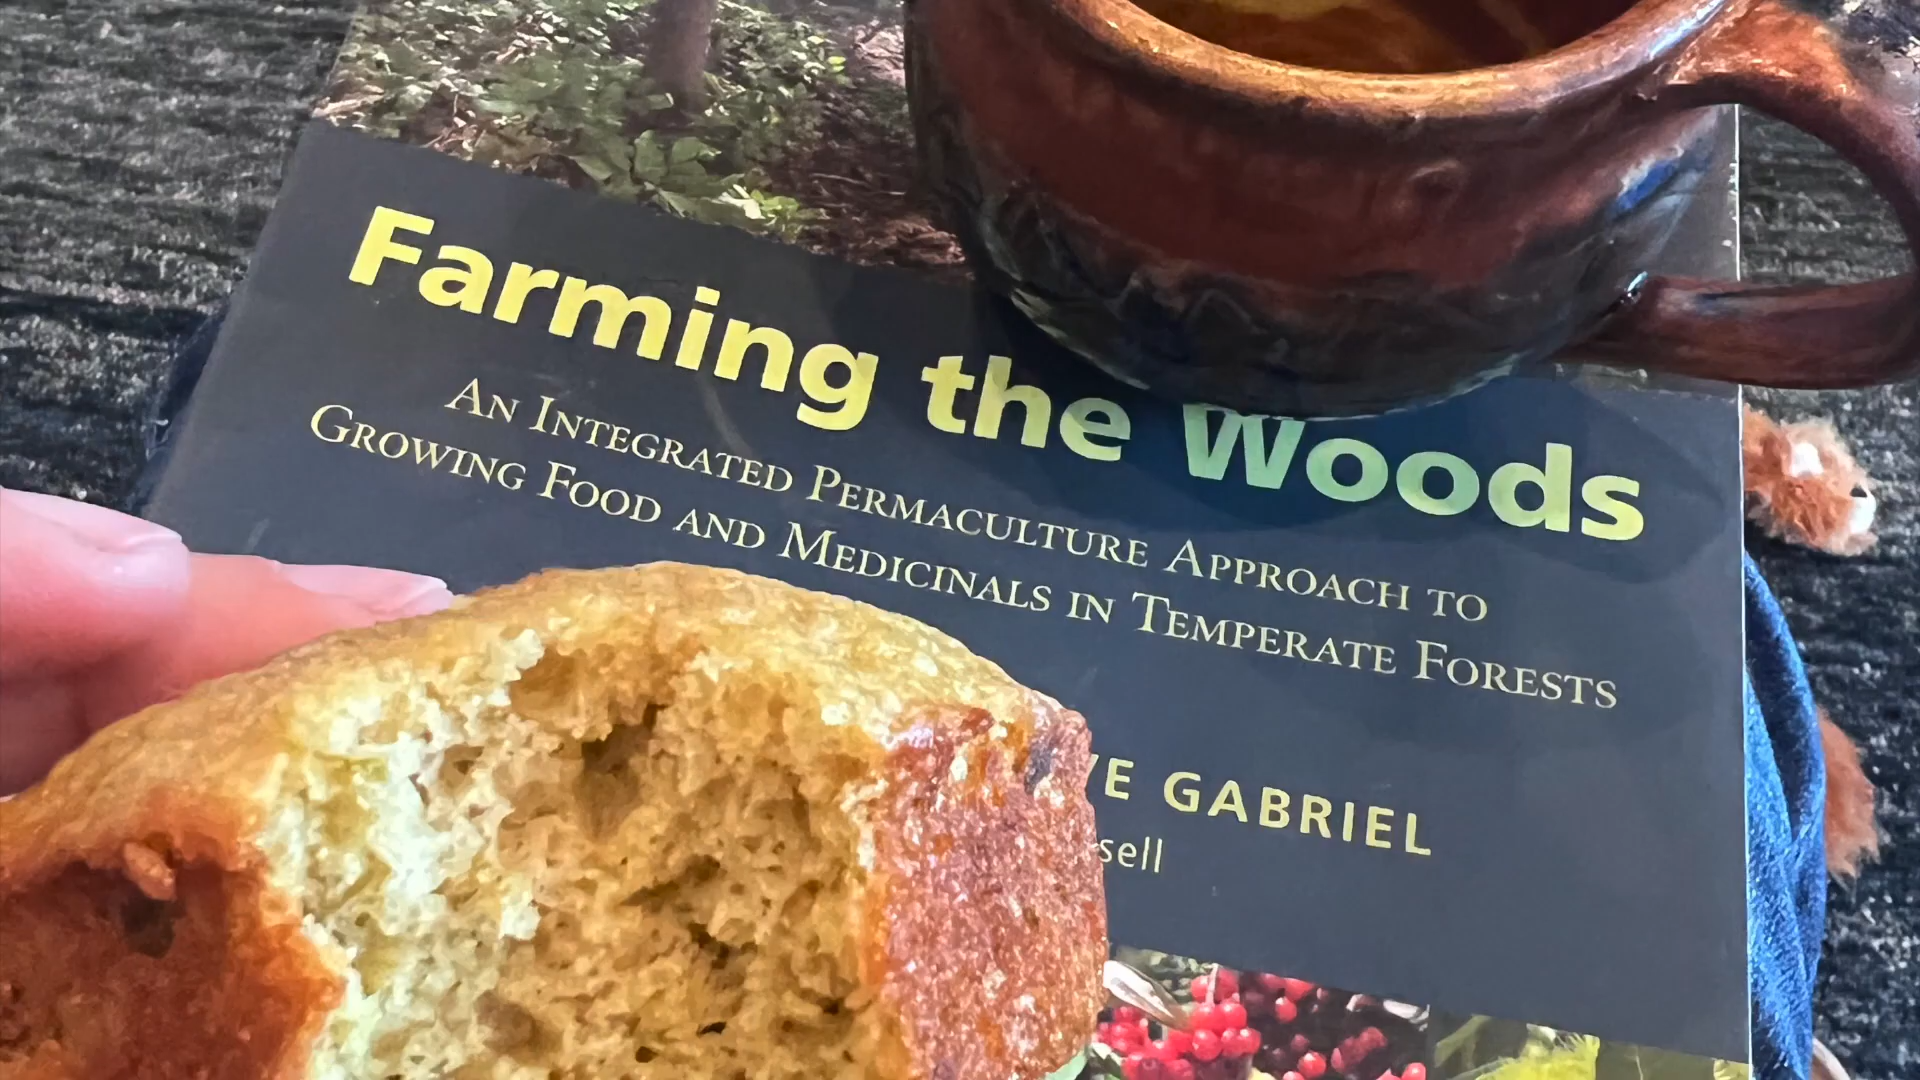 Farming the Woods
An Integrated Permaculture Approach to
Growing Food and Medicinals in Temperate Forests
GABRIEL